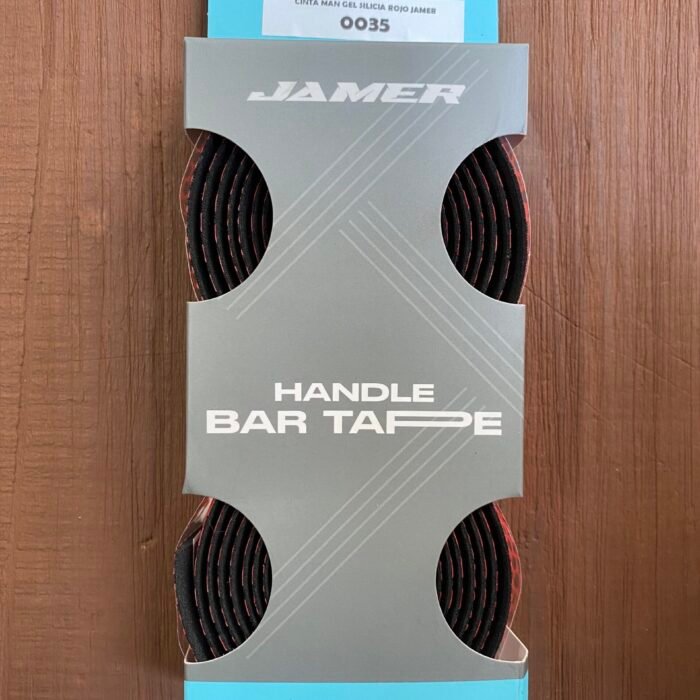 CINTA MAN GEL SILICIA ROJO JAMER
0035
JAMER
HANDLE
BAR TAPE